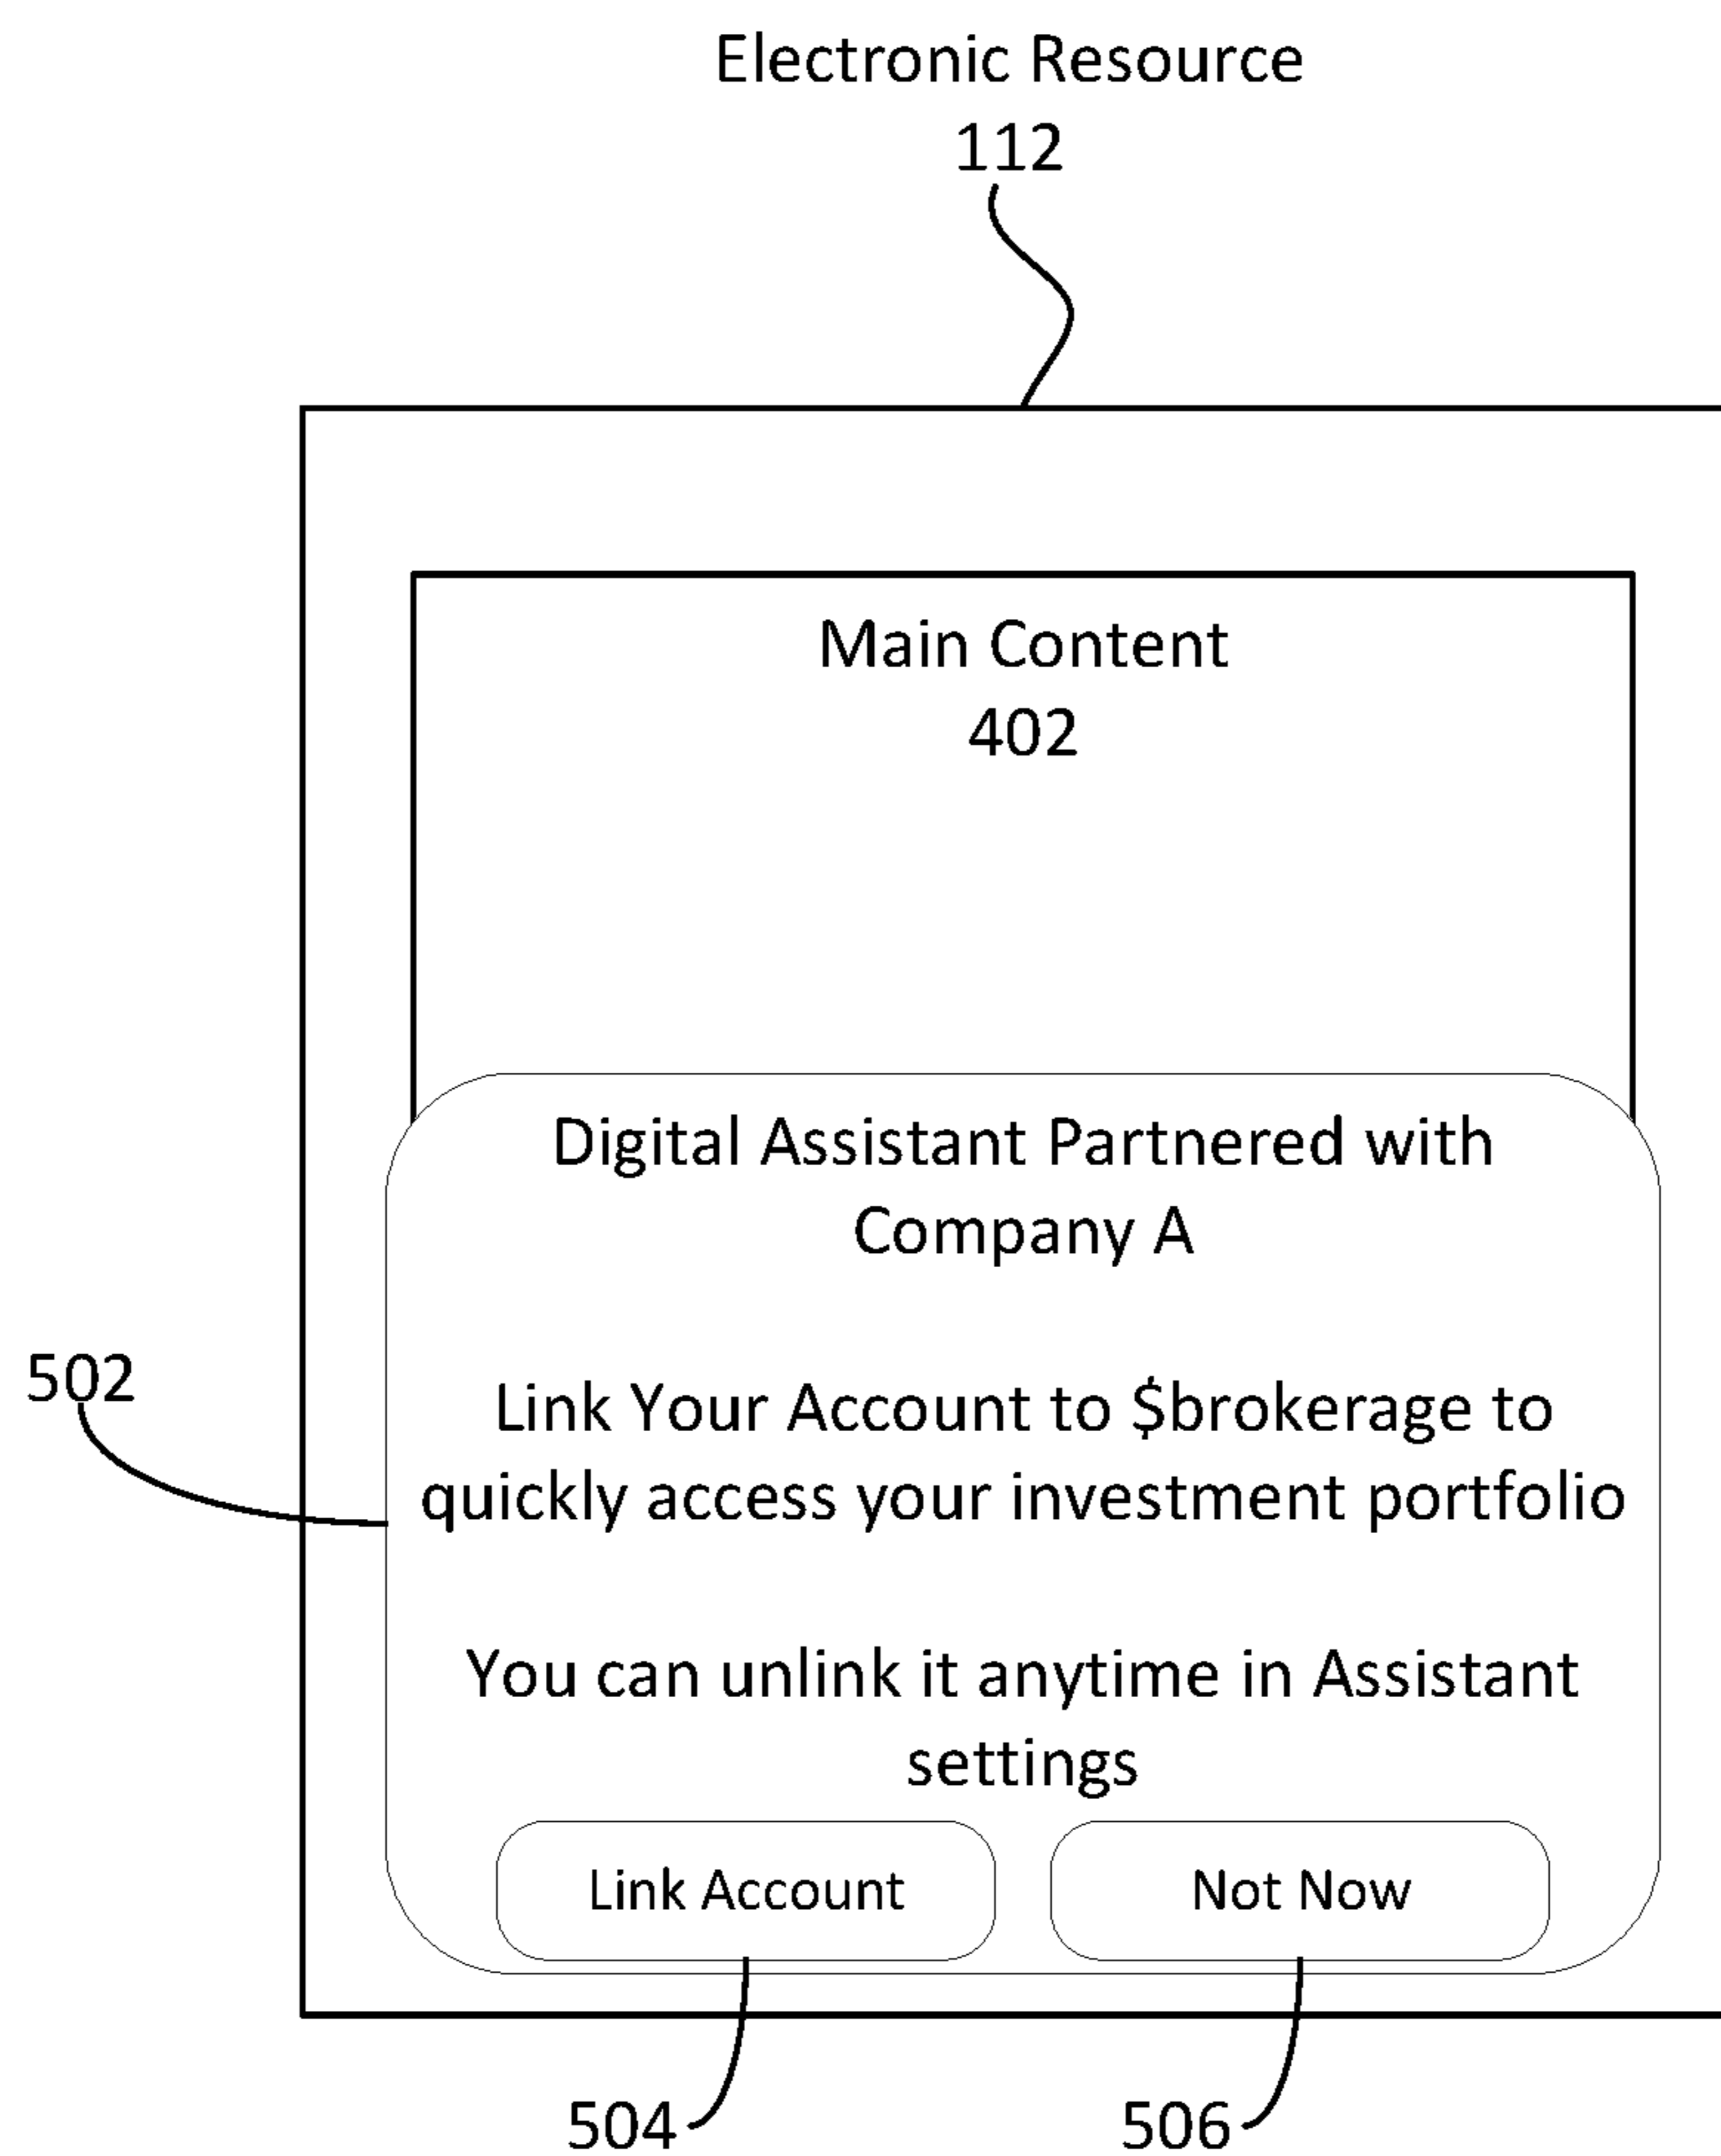 Electronic Resource
112
Main Content
402
Digital Assistant Partnered with
Company A
502
Link Your Account to $brokerage to
quickly access your investment portfolio
You can unlink it anytime in Assistant
settings
Link Account
Not Now
504
506